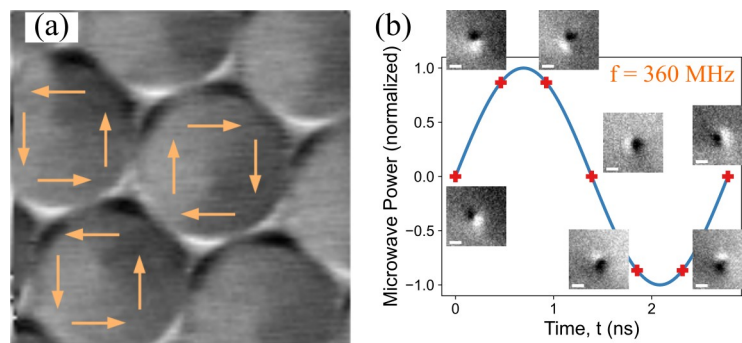 (a)
(b)
f = 360 MHz
Microwave Power (normalized)
1.0
0.5
0.0
−0.5
−1.0
0
1
2
Time, t (ns)